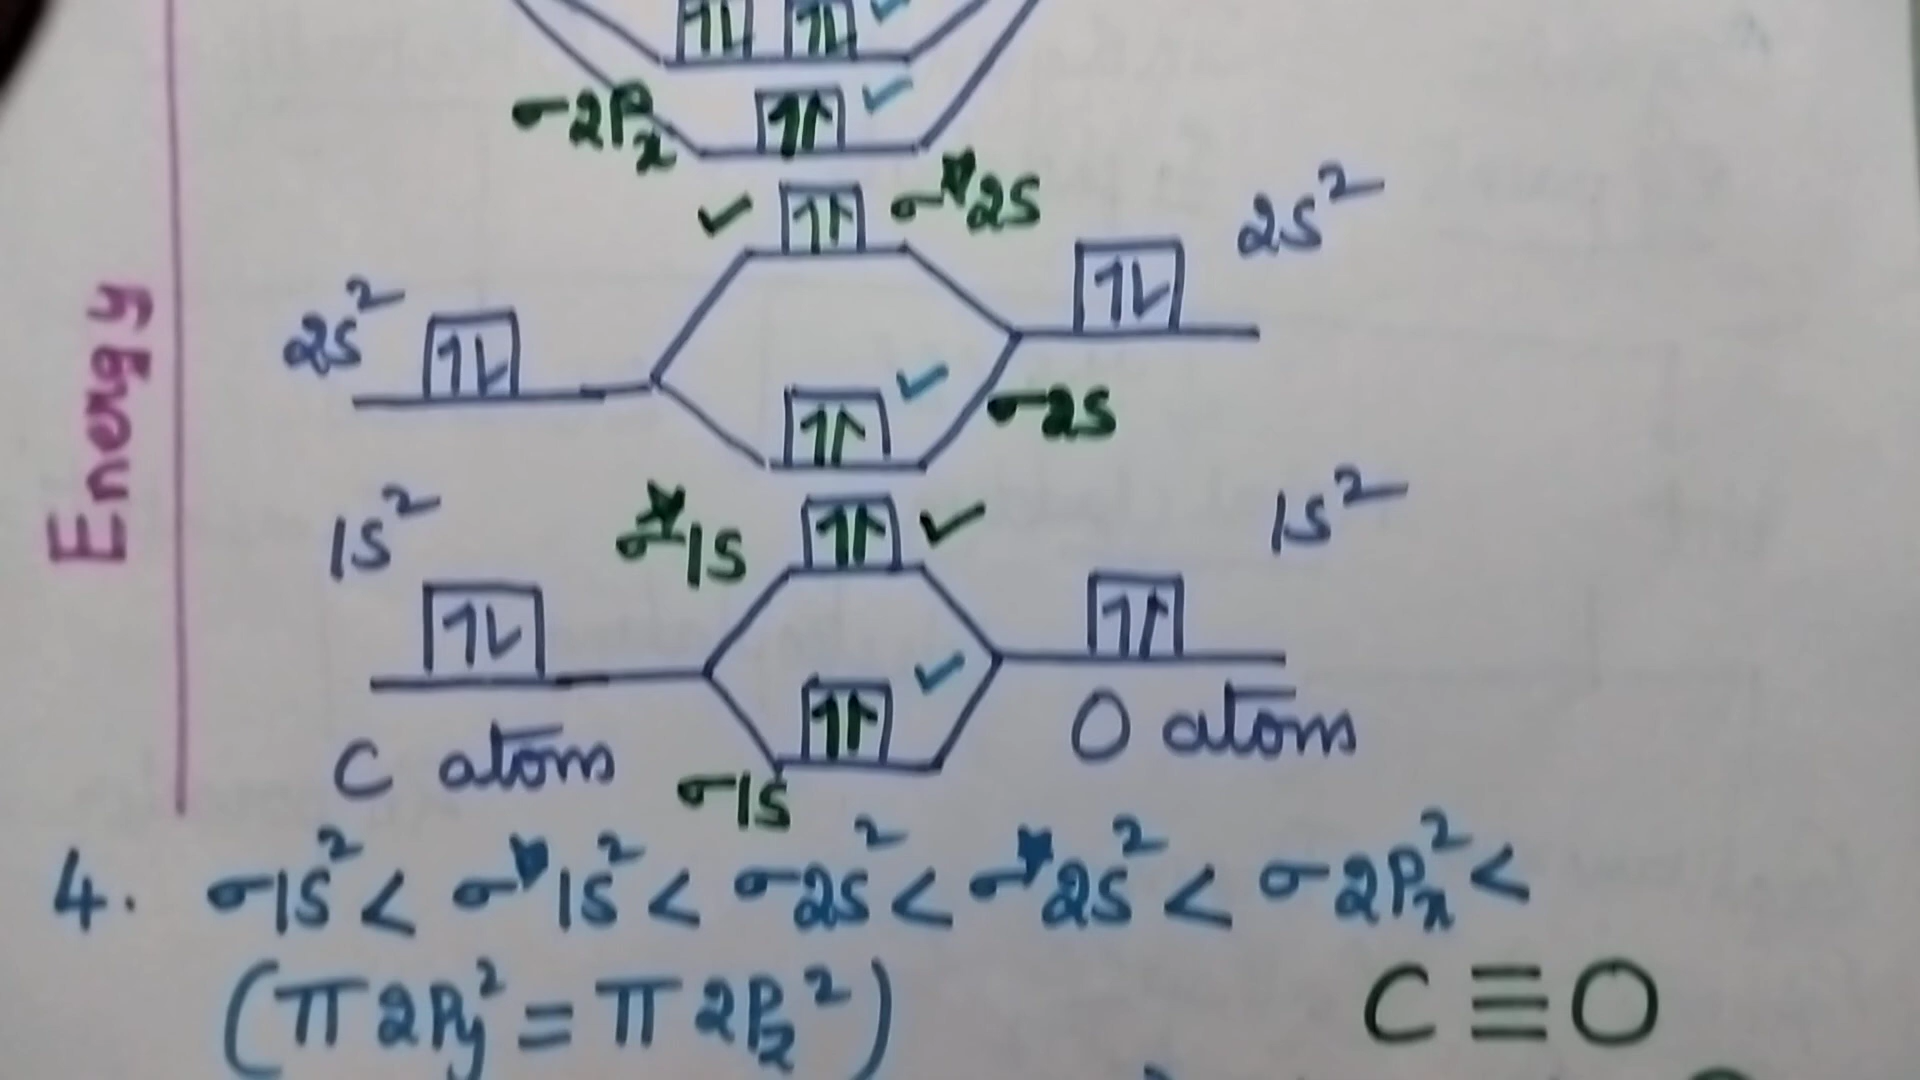 σ2Px
σ*2s
2s²
2s²
σ2s
1s²
σ*1s
1s²
Energy
C atom
O atom
σ1s
4. σ1s² < σ*1s² < σ2s² < σ*2s² < σ2Px² <
(π2Py² = π2Pz²)
C≡O